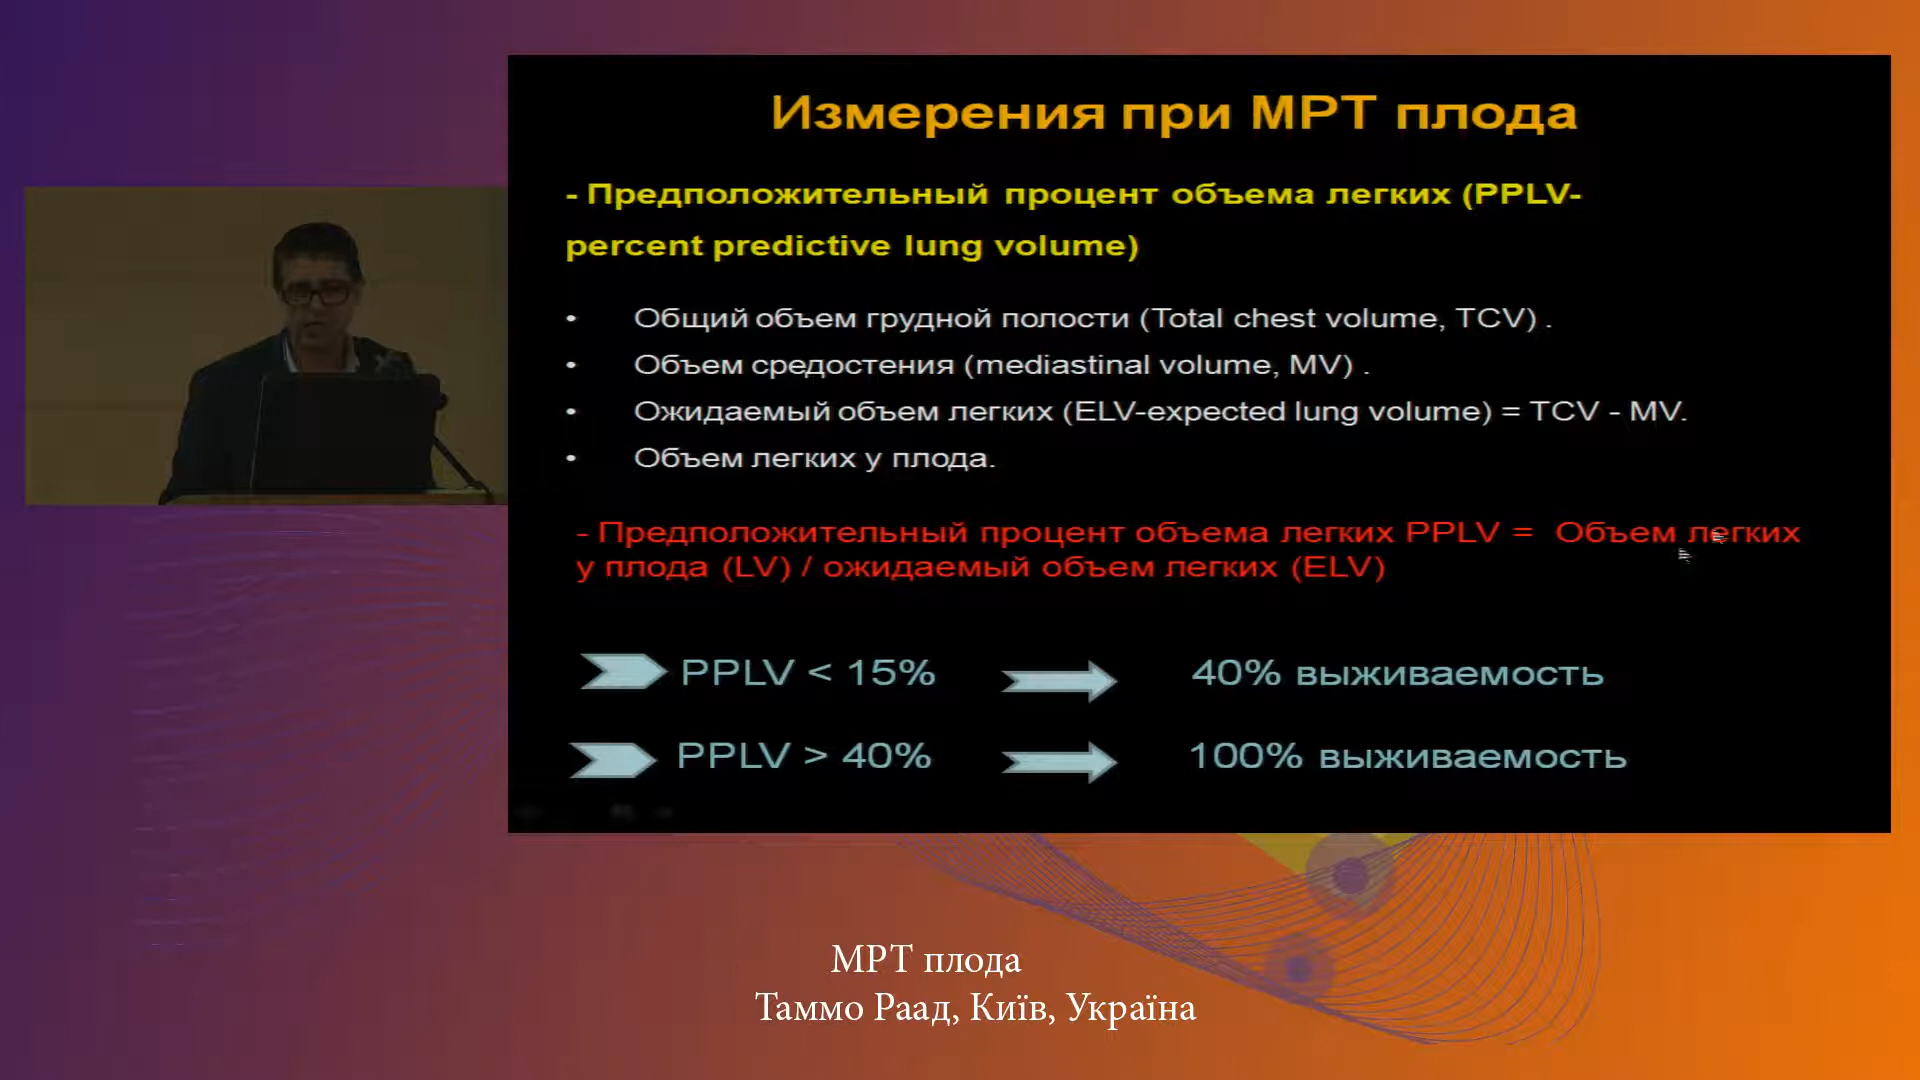 Измерения при МРТ плода
- Предположительный процент объема легких (PPLV-
percent predictive lung volume)
• Общий объем грудной полости (Total chest volume, TCV) .
• Объем средостения (mediastinal volume, MV) .
• Ожидаемый объем легких (ELV-expected lung volume) = TCV - MV.
• Объем легких у плода.
- Предположительный процент объема легких PPLV = Объем легких
у плода (LV) / ожидаемый объем легких (ELV)
PPLV < 15% 40% выживаемость
PPLV > 40% 100% выживаемость
МРТ плода
Таммо Раад, Київ, Україна